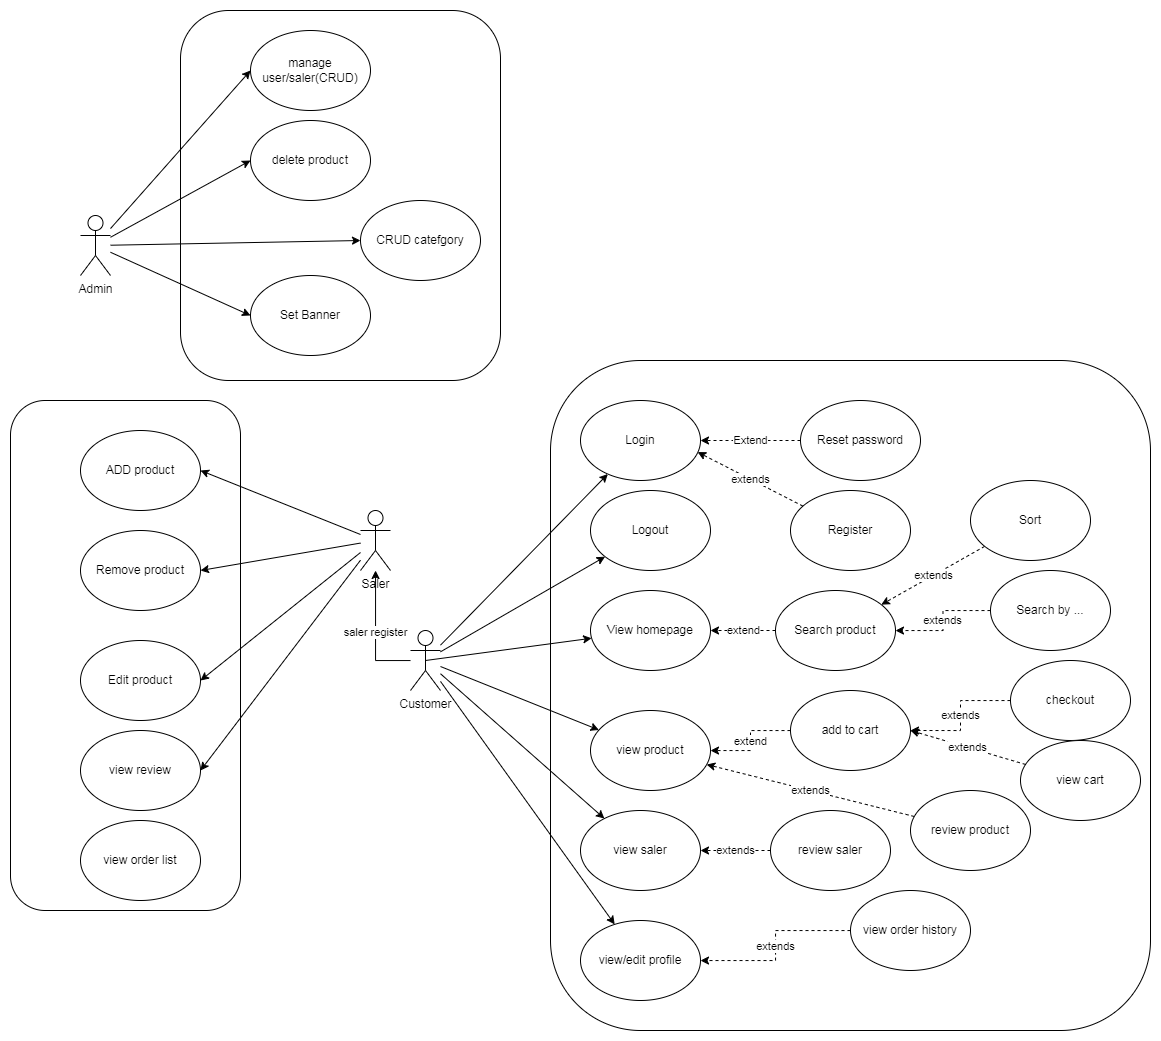 manage
user/saler(CRUD)
delete product
CRUD catefgory
Admin
Set Banner
Login
Extend
Reset password
ADD product
extends
Sort
Logout
Register
Remove product
extends
Saler
Search by ...
extends
saler register
View homepage
extend
Search product
Edit product
Customer
checkout
extends
add to cart
extend
view product
extends
view review
view cart
extends
review product
view order list
view saler
extends
review saler
view order history
extends
view/edit profile